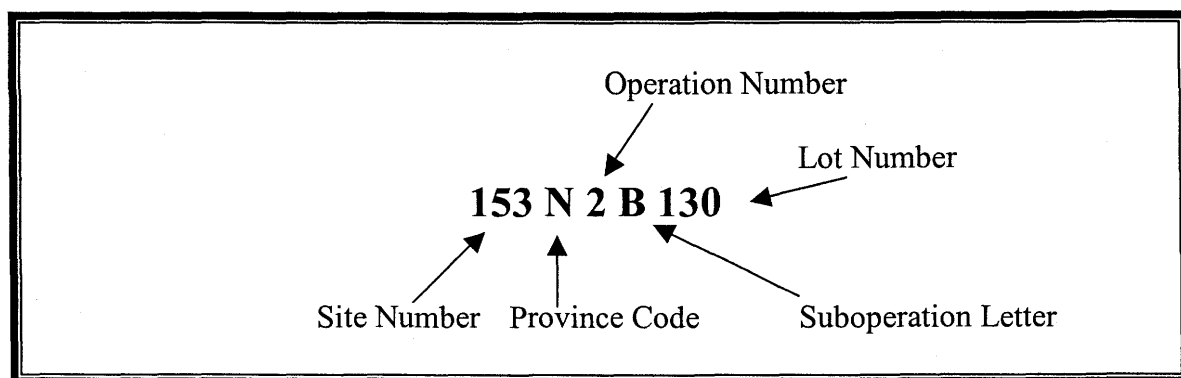 Operation Number
Lot Number
153 N 2 B 130
Site Number Province Code Suboperation Letter